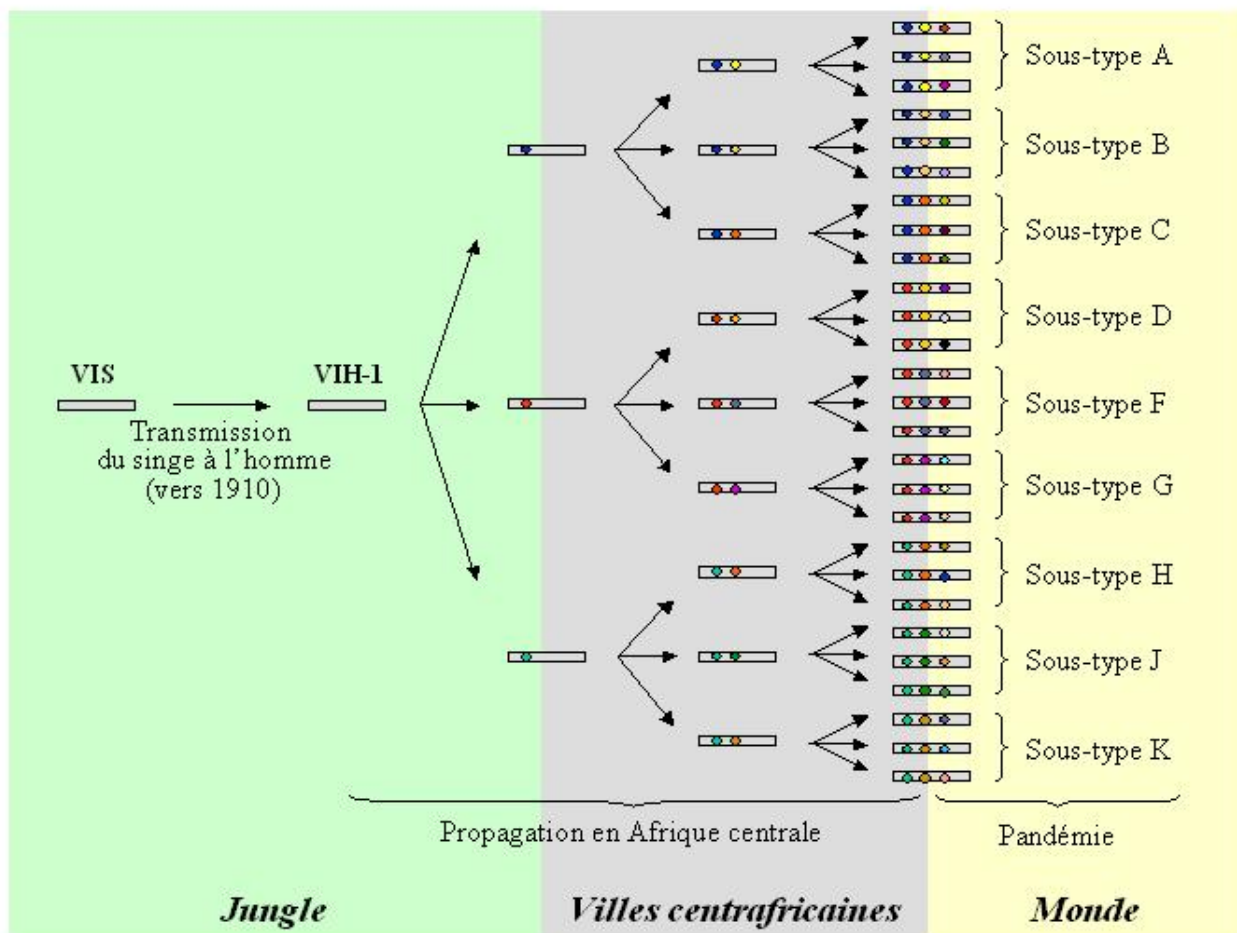 Sous-type A
Sous-type B
Sous-type C
Sous-type D
VIS
VIH-1
Sous-type F
Transmission
du singe à l'homme
(vers 1910)
Sous-type G
Sous-type H
Sous-type J
Sous-type K
Propagation en Afrique centrale
Pandémie
Jungle
Villes centrafricaines
Monde